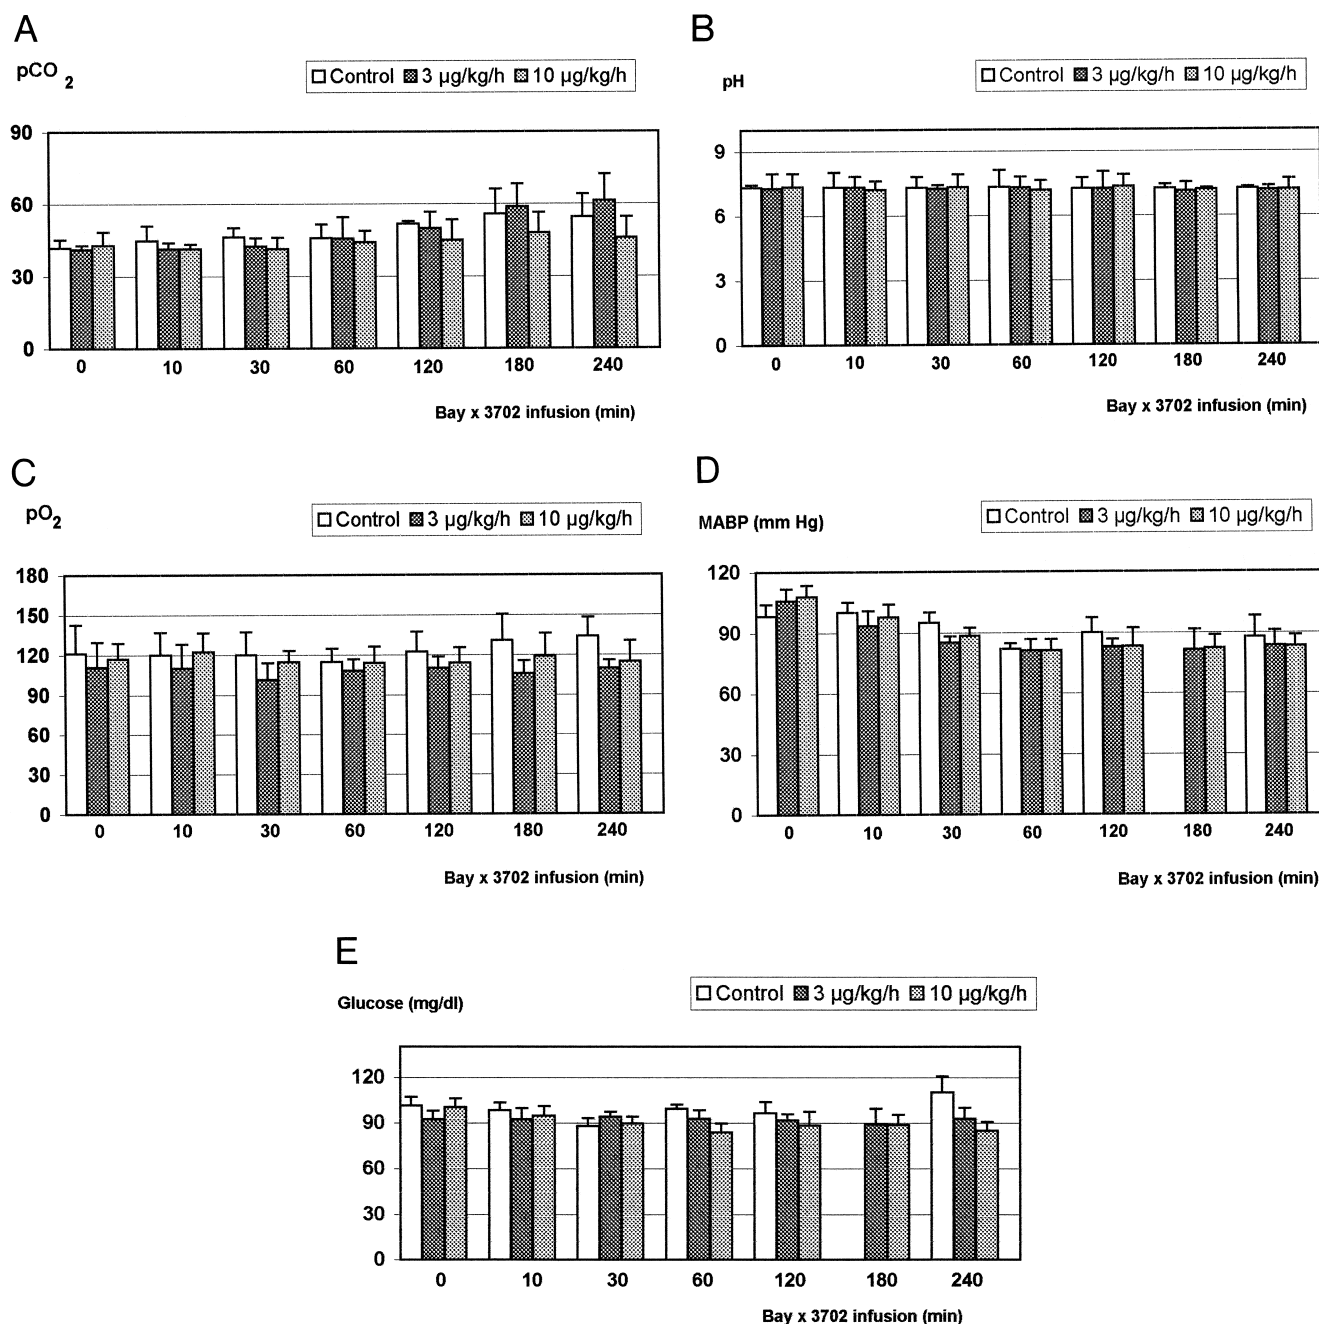 A
pCO 2
Control 3 µg/kg/h 10 µg/kg/h
90
60
30
0
0 10 30 60 120 180 240
Bay x 3702 infusion (min)
B
pH
Control 3 µg/kg/h 10 µg/kg/h
9
6
3
0
0 10 30 60 120 180 240
Bay x 3702 infusion (min)
C
pO2
Control 3 µg/kg/h 10 µg/kg/h
180
150
120
90
60
30
0
0 10 30 60 120 180 240
Bay x 3702 infusion (min)
D
MABP (mm Hg)
Control 3 µg/kg/h 10 µg/kg/h
120
90
60
30
0
0 10 30 60 120 180 240
Bay x 3702 infusion (min)
E
Glucose (mg/dl)
Control 3 µg/kg/h 10 µg/kg/h
120
90
60
30
0
0 10 30 60 120 180 240
Bay x 3702 infusion (min)